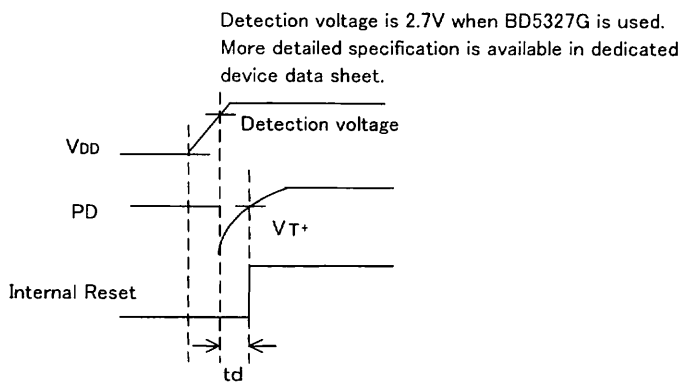 Detection voltage is 2.7V when BD5327G is used.
More detailed specification is available in dedicated
device data sheet.
Detection voltage
VDD
PD
VT+
Internal Reset
td